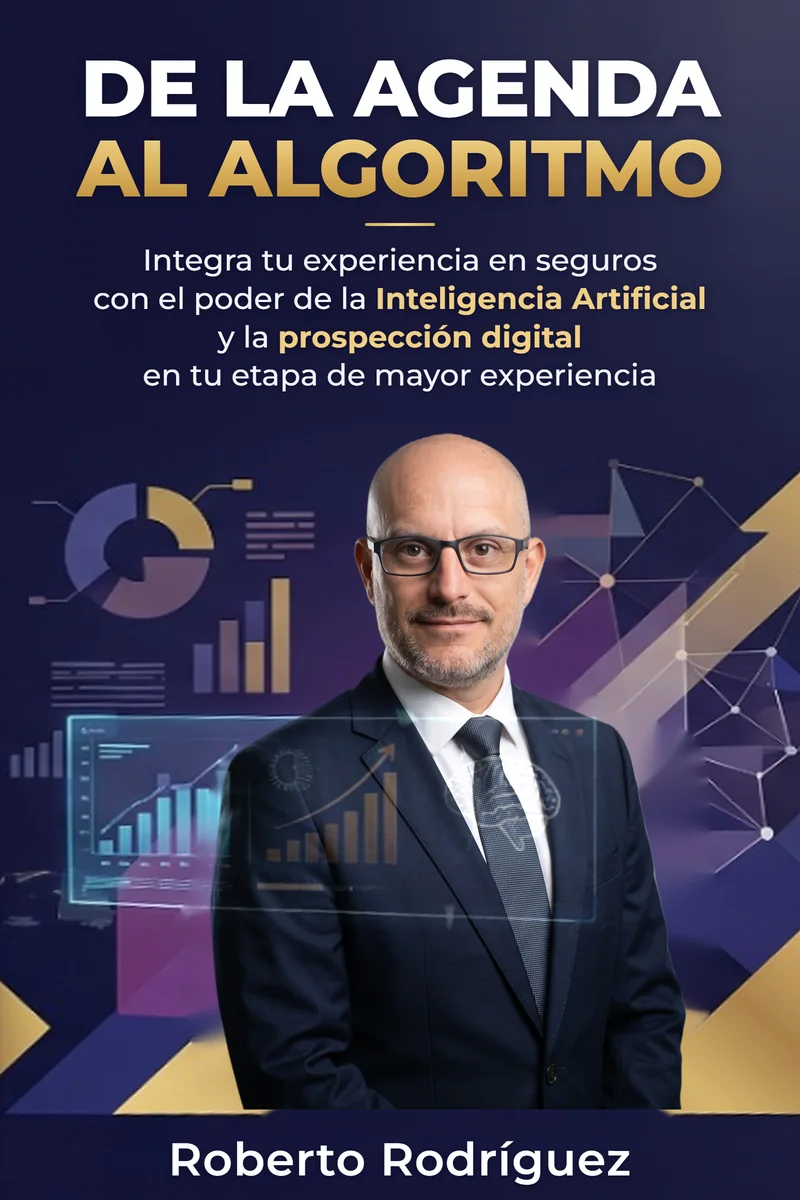 DE LA AGENDA
AL ALGORITMO
Integra tu experiencia en seguros
con el poder de la Inteligencia Artificial
y la prospección digital
en tu etapa de mayor experiencia
Roberto Rodríguez